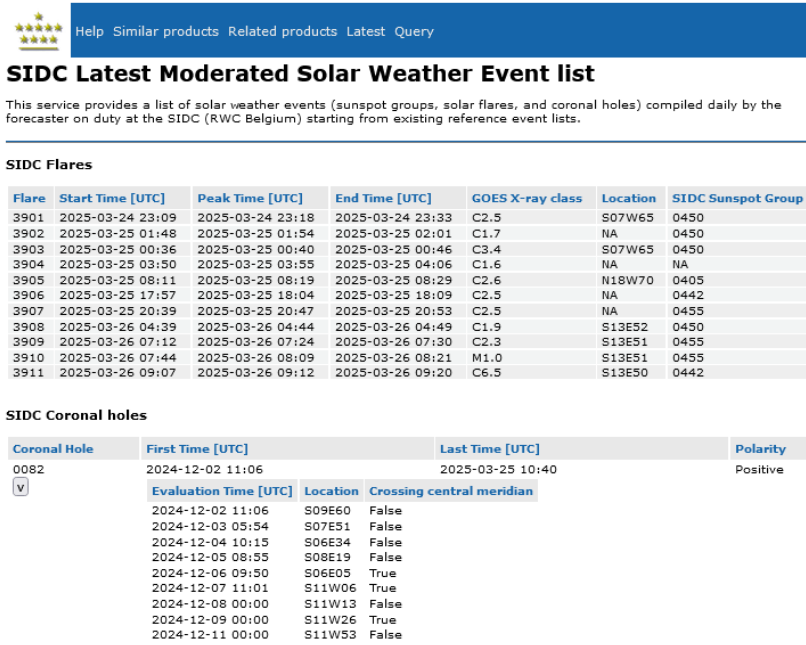 Help Similar products Related products Latest Query
SIDC Latest Moderated Solar Weather Event list
This service provides a list of solar weather events (sunspot groups, solar flares, and coronal holes) compiled daily by the
forecaster on duty at the SIDC (RWC Belgium) starting from existing reference event lists.
SIDC Flares
Flare Start Time [UTC] Peak Time [UTC] End Time [UTC] GOES X-ray class Location SIDC Sunspot Group
3901 2025-03-24 23:09 2025-03-24 23:18 2025-03-24 23:33 C2.5 S07W65 0450
3902 2025-03-25 01:48 2025-03-25 01:54 2025-03-25 02:01 C1.7 NA 0450
3903 2025-03-25 00:36 2025-03-25 00:40 2025-03-25 00:46 C3.4 S07W65 0450
3904 2025-03-25 03:50 2025-03-25 03:55 2025-03-25 04:06 C1.6 NA NA
3905 2025-03-25 08:11 2025-03-25 08:19 2025-03-25 08:29 C2.6 N18W70 0405
3906 2025-03-25 17:57 2025-03-25 18:04 2025-03-25 18:09 C2.5 NA 0442
3907 2025-03-25 20:39 2025-03-25 20:47 2025-03-25 20:53 C2.5 NA 0455
3908 2025-03-26 04:39 2025-03-26 04:44 2025-03-26 04:49 C1.9 S13E52 0450
3909 2025-03-26 07:12 2025-03-26 07:24 2025-03-26 07:30 C2.3 S13E51 0455
3910 2025-03-26 07:44 2025-03-26 08:09 2025-03-26 08:21 M1.0 S13E51 0455
3911 2025-03-26 09:07 2025-03-26 09:12 2025-03-26 09:20 C6.5 S13E50 0442
SIDC Coronal holes
Coronal Hole First Time [UTC] Last Time [UTC] Polarity
0082 2024-12-02 11:06 2025-03-25 10:40 Positive
v
Evaluation Time [UTC] Location Crossing central meridian
2024-12-02 11:06 S09E60 False
2024-12-03 05:54 S07E51 False
2024-12-04 10:15 S06E34 False
2024-12-05 08:55 S08E19 False
2024-12-06 09:50 S06E05 True
2024-12-07 11:01 S11W06 True
2024-12-08 00:00 S11W13 False
2024-12-09 00:00 S11W26 True
2024-12-11 00:00 S11W53 False